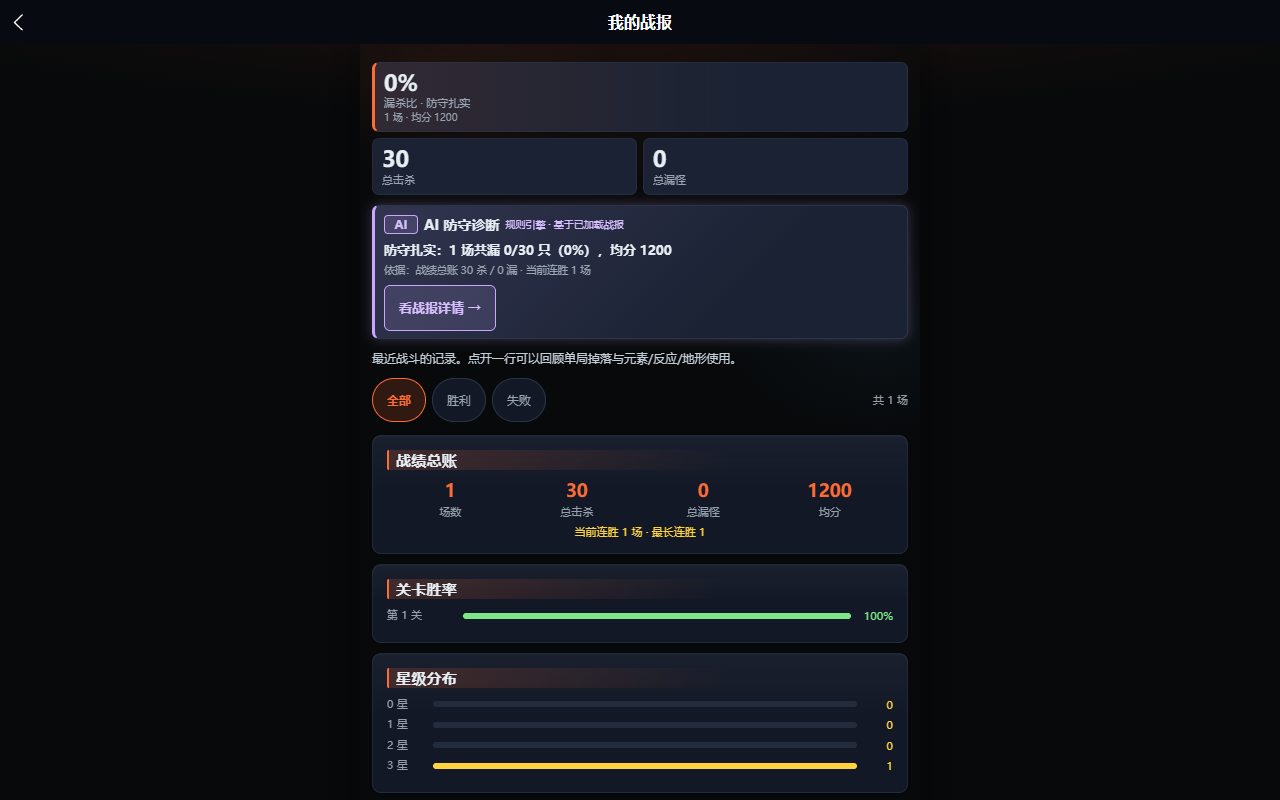 我的战报
0%
漏杀比 · 防守扎实
1 场 · 均分 1200
30
总击杀
0
总漏怪
AI AI 防守诊断 规则引擎 · 基于已加载战报
防守扎实：1 场共漏 0/30 只（0%），均分 1200
依据：战绩总账 30 杀 / 0 漏 · 当前连胜 1 场
看战报详情 →
最近战斗的记录。点开一行可以回顾单局掉落与元素/反应/地形使用。
全部 胜利 失败 共 1 场
战绩总账
1 30 0 1200
场数 总击杀 总漏怪 均分
当前连胜 1 场 · 最长连胜 1
关卡胜率
第 1 关 100%
星级分布
0 星 0
1 星 0
2 星 0
3 星 1